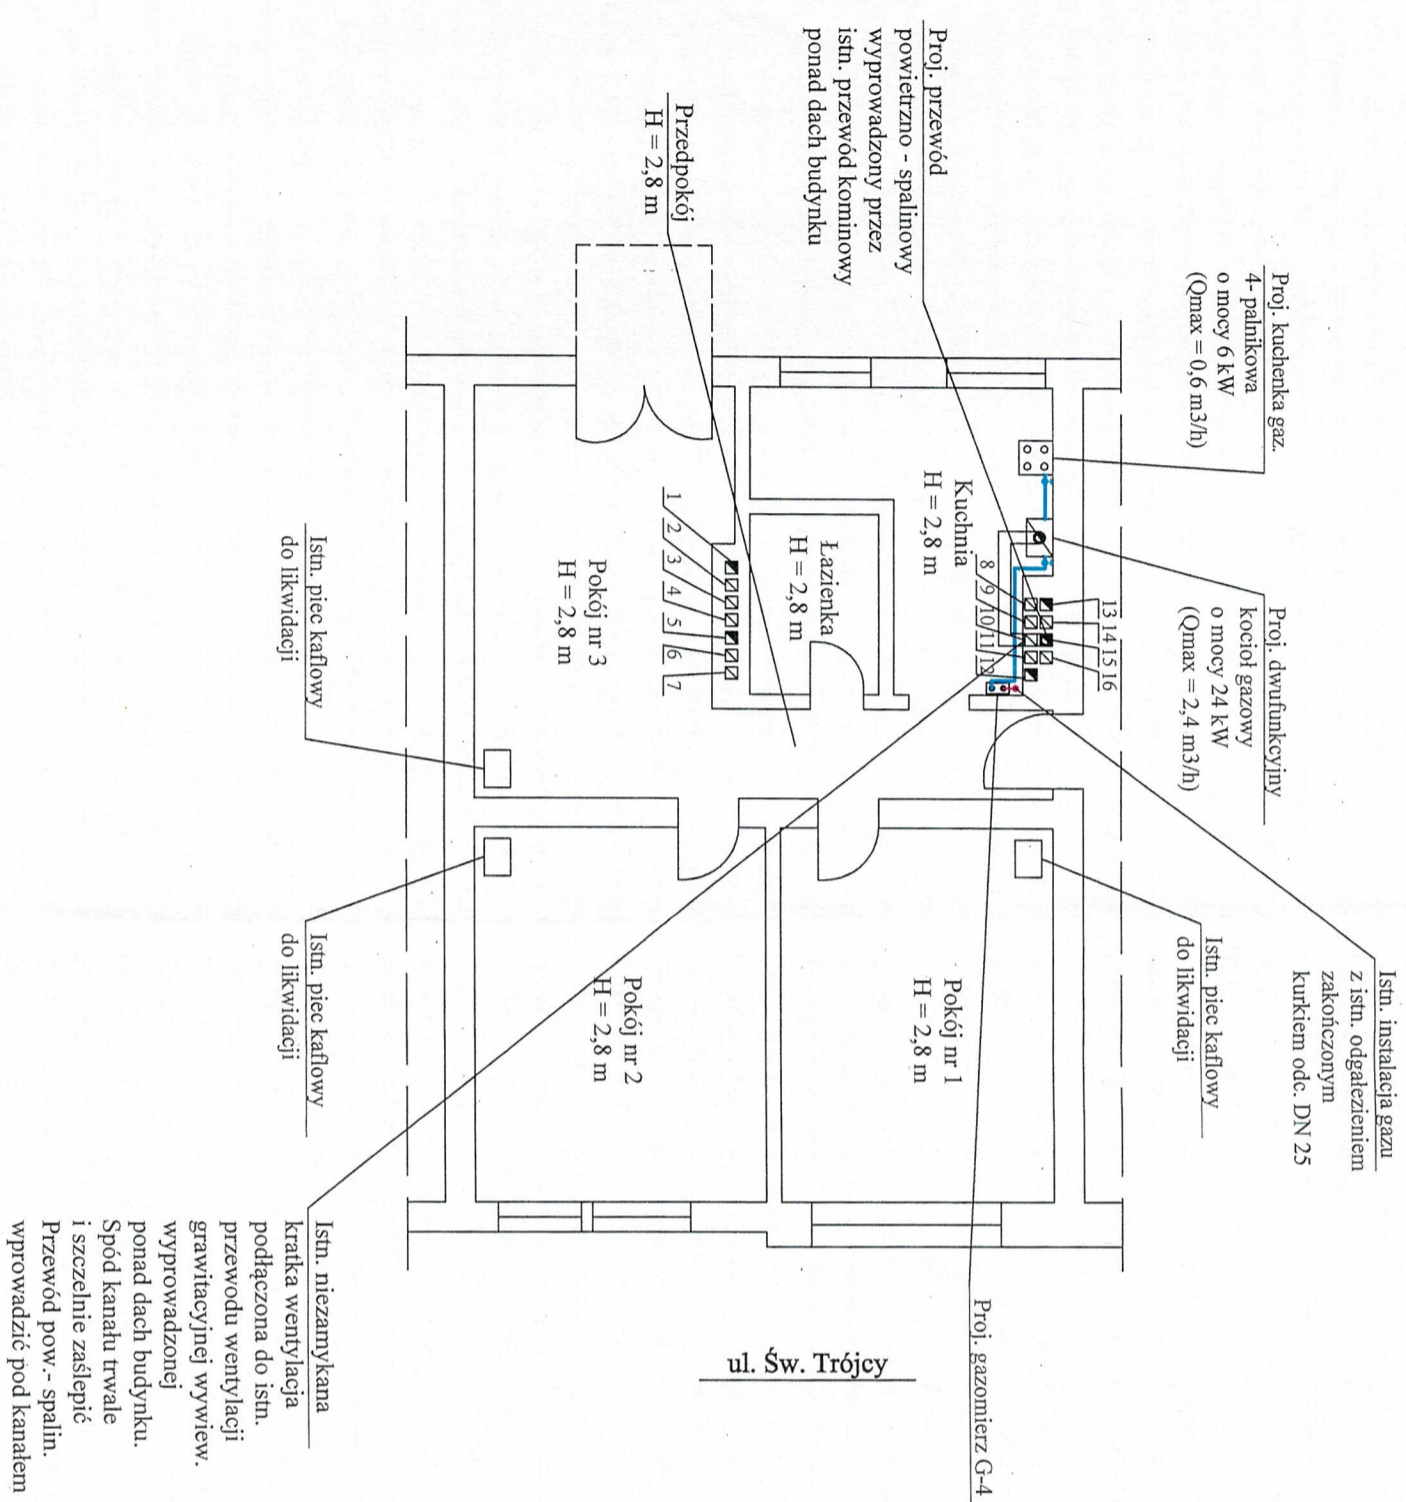 Proj. przewód
powietrzno - spalinowy
wyprowadzony przez
istn. przewód kominowy
ponad dach budynku
Przedpokój
H = 2,8 m
Proj. kuchenka gaz.
4- palnikowa
o mocy 6 kW
(Qmax = 0,6 m3/h)
Proj. dwufunkcyjny
kocioł gazowy
o mocy 24 kW
(Qmax = 2,4 m3/h)
Istn. instalacja gazu
z istn. odgałezieniem
zakończonym
kurkiem odc. DN 25
Kuchnia
H = 2,8 m
8
9
10
11
12
13
14
15
16
Łazienka
H = 2,8 m
1
2
3
4
5
6
7
Pokój nr 3
H = 2,8 m
Istn. piec kaflowy
do likwidacji
Istn. piec kaflowy
do likwidacji
Istn. piec kaflowy
do likwidacji
Pokój nr 1
H = 2,8 m
Pokój nr 2
H = 2,8 m
Proj. gazomierz G-4
ul. Św. Trójcy
Istn. niezamykana
kratka wentylacja
podłączona do istn.
przewodu wentylacji
grawitacyjnej wywiew.
wyprowadzonej
ponad dach budynku.
Spód kanału trwale
i szczelnie zaślepić
Przewód pow.- spalin.
wprowadzić pod kanałem